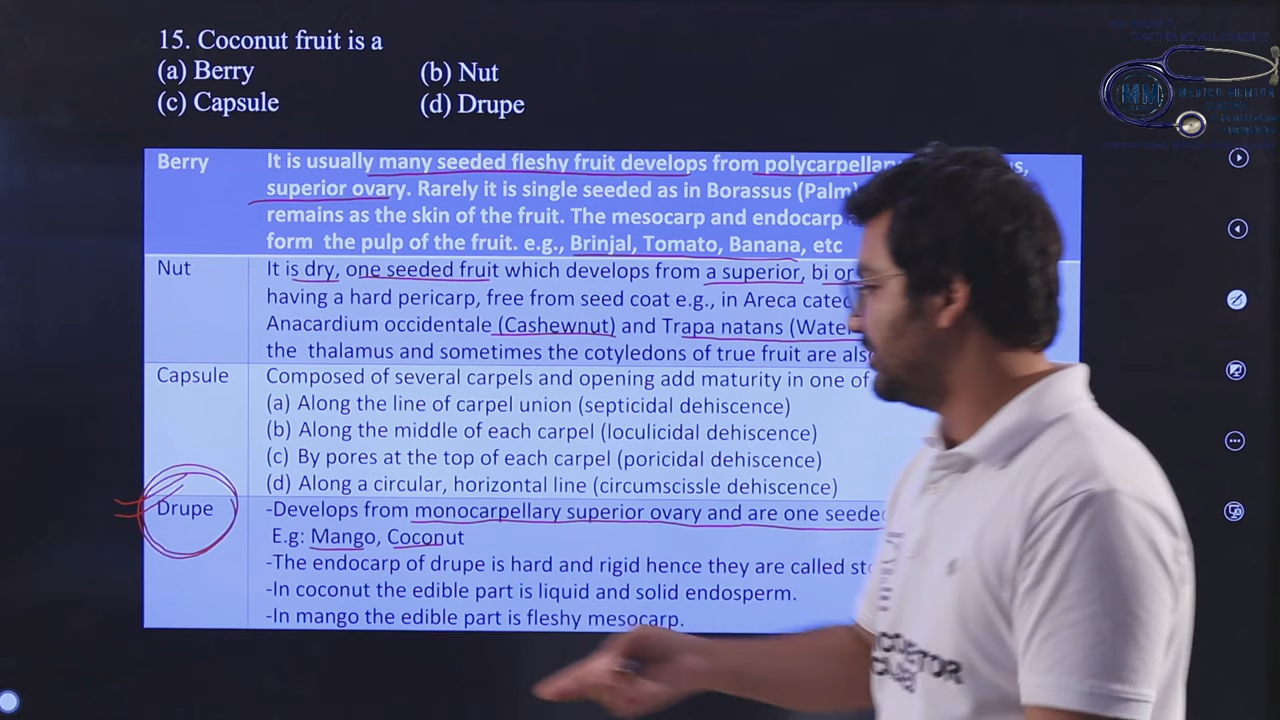 15. Coconut fruit is a
(a) Berry (b) Nut
(c) Capsule (d) Drupe
Berry It is usually many seeded fleshy fruit develops from polycarpellary
superior ovary. Rarely it is single seeded as in Borassus (Palm)
remains as the skin of the fruit. The mesocarp and endocarp
form the pulp of the fruit. e.g., Brinjal, Tomato, Banana, etc
Nut It is dry, one seeded fruit which develops from a superior, bi or
having a hard pericarp, free from seed coat e.g., in Areca
Anacardium occidentale (Cashewnut) and Trapa natans
the thalamus and sometimes the cotyledons of true fruit are
Capsule Composed of several carpels and opening add maturity in one of
(a) Along the line of carpel union (septicidal dehiscence)
(b) Along the middle of each carpel (loculicidal dehiscence)
(c) By pores at the top of each carpel (poricidal dehiscence)
(d) Along a circular, horizontal line (circumscissle dehiscence)
Drupe -Develops from monocarpellary superior ovary and are one
E.g: Mango, Coconut
-The endocarp of drupe is hard and rigid hence they are called
-In coconut the edible part is liquid and solid endosperm.
-In mango the edible part is fleshy mesocarp.